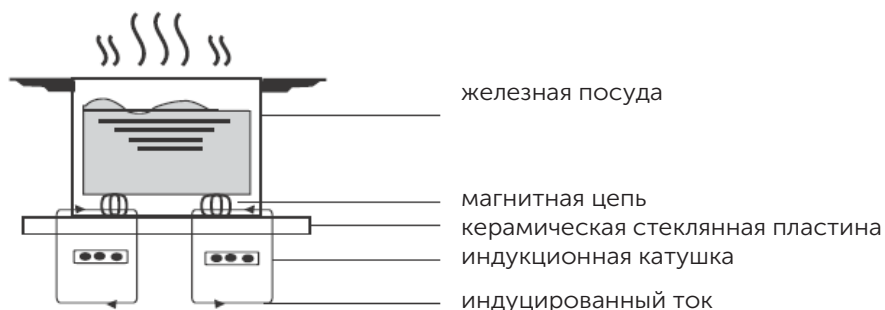 железная посуда
магнитная цепь
керамическая стеклянная пластина
индукционная катушка
индуцированный ток